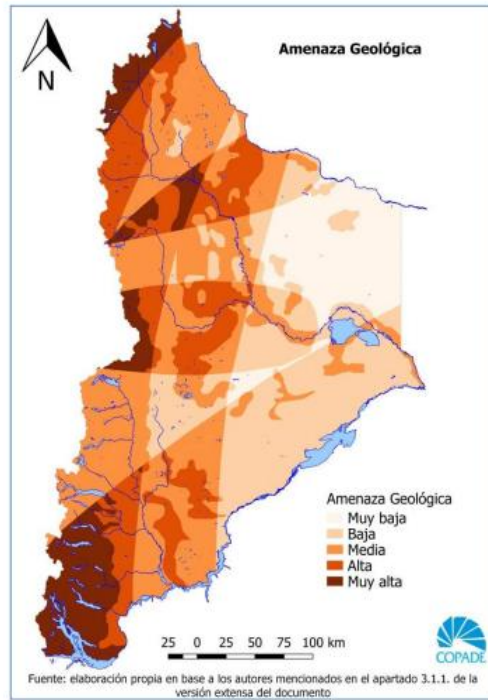 Amenaza Geológica
N
Amenaza Geológica
Muy baja
Baja
Media
Alta
Muy alta
25 0 25 50 75 100 km
COPADE
Fuente: elaboración propia en base a los autores mencionados en el apartado 3.1.1. de la
versión extensa del documento